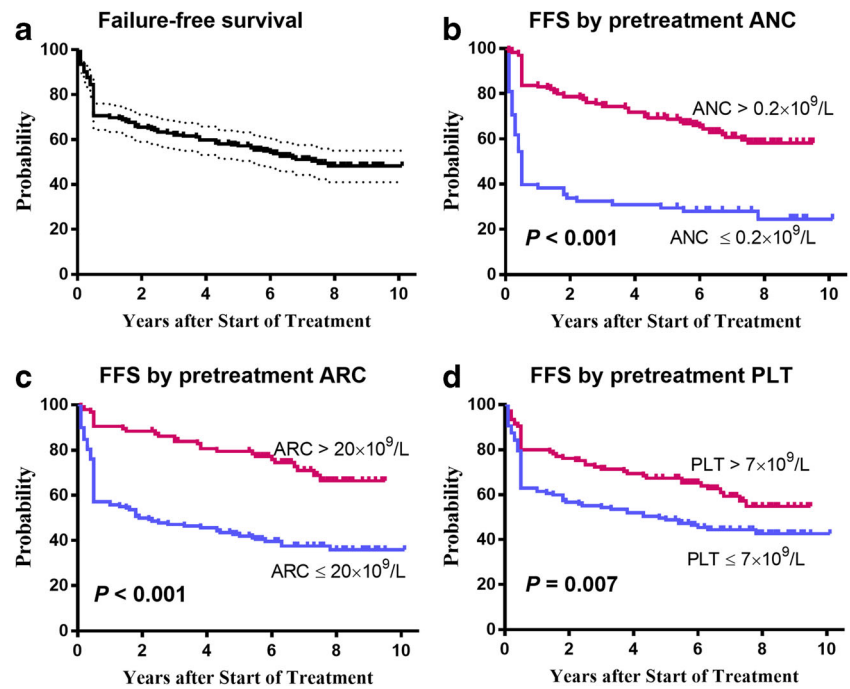 a
Failure-free survival
100
80
60
40
20
0
Probability
0 2 4 6 8 10
Years after Start of Treatment
b
FFS by pretreatment ANC
100
80
60
40
20
0
Probability
ANC > 0.2×10⁹/L
ANC ≤ 0.2×10⁹/L
P < 0.001
0 2 4 6 8 10
Years after Start of Treatment
c
FFS by pretreatment ARC
100
80
60
40
20
0
Probability
ARC > 20×10⁹/L
ARC ≤ 20×10⁹/L
P < 0.001
0 2 4 6 8 10
Years after Start of Treatment
d
FFS by pretreatment PLT
100
80
60
40
20
0
Probability
PLT > 7×10⁹/L
PLT ≤ 7×10⁹/L
P = 0.007
0 2 4 6 8 10
Years after Start of Treatment